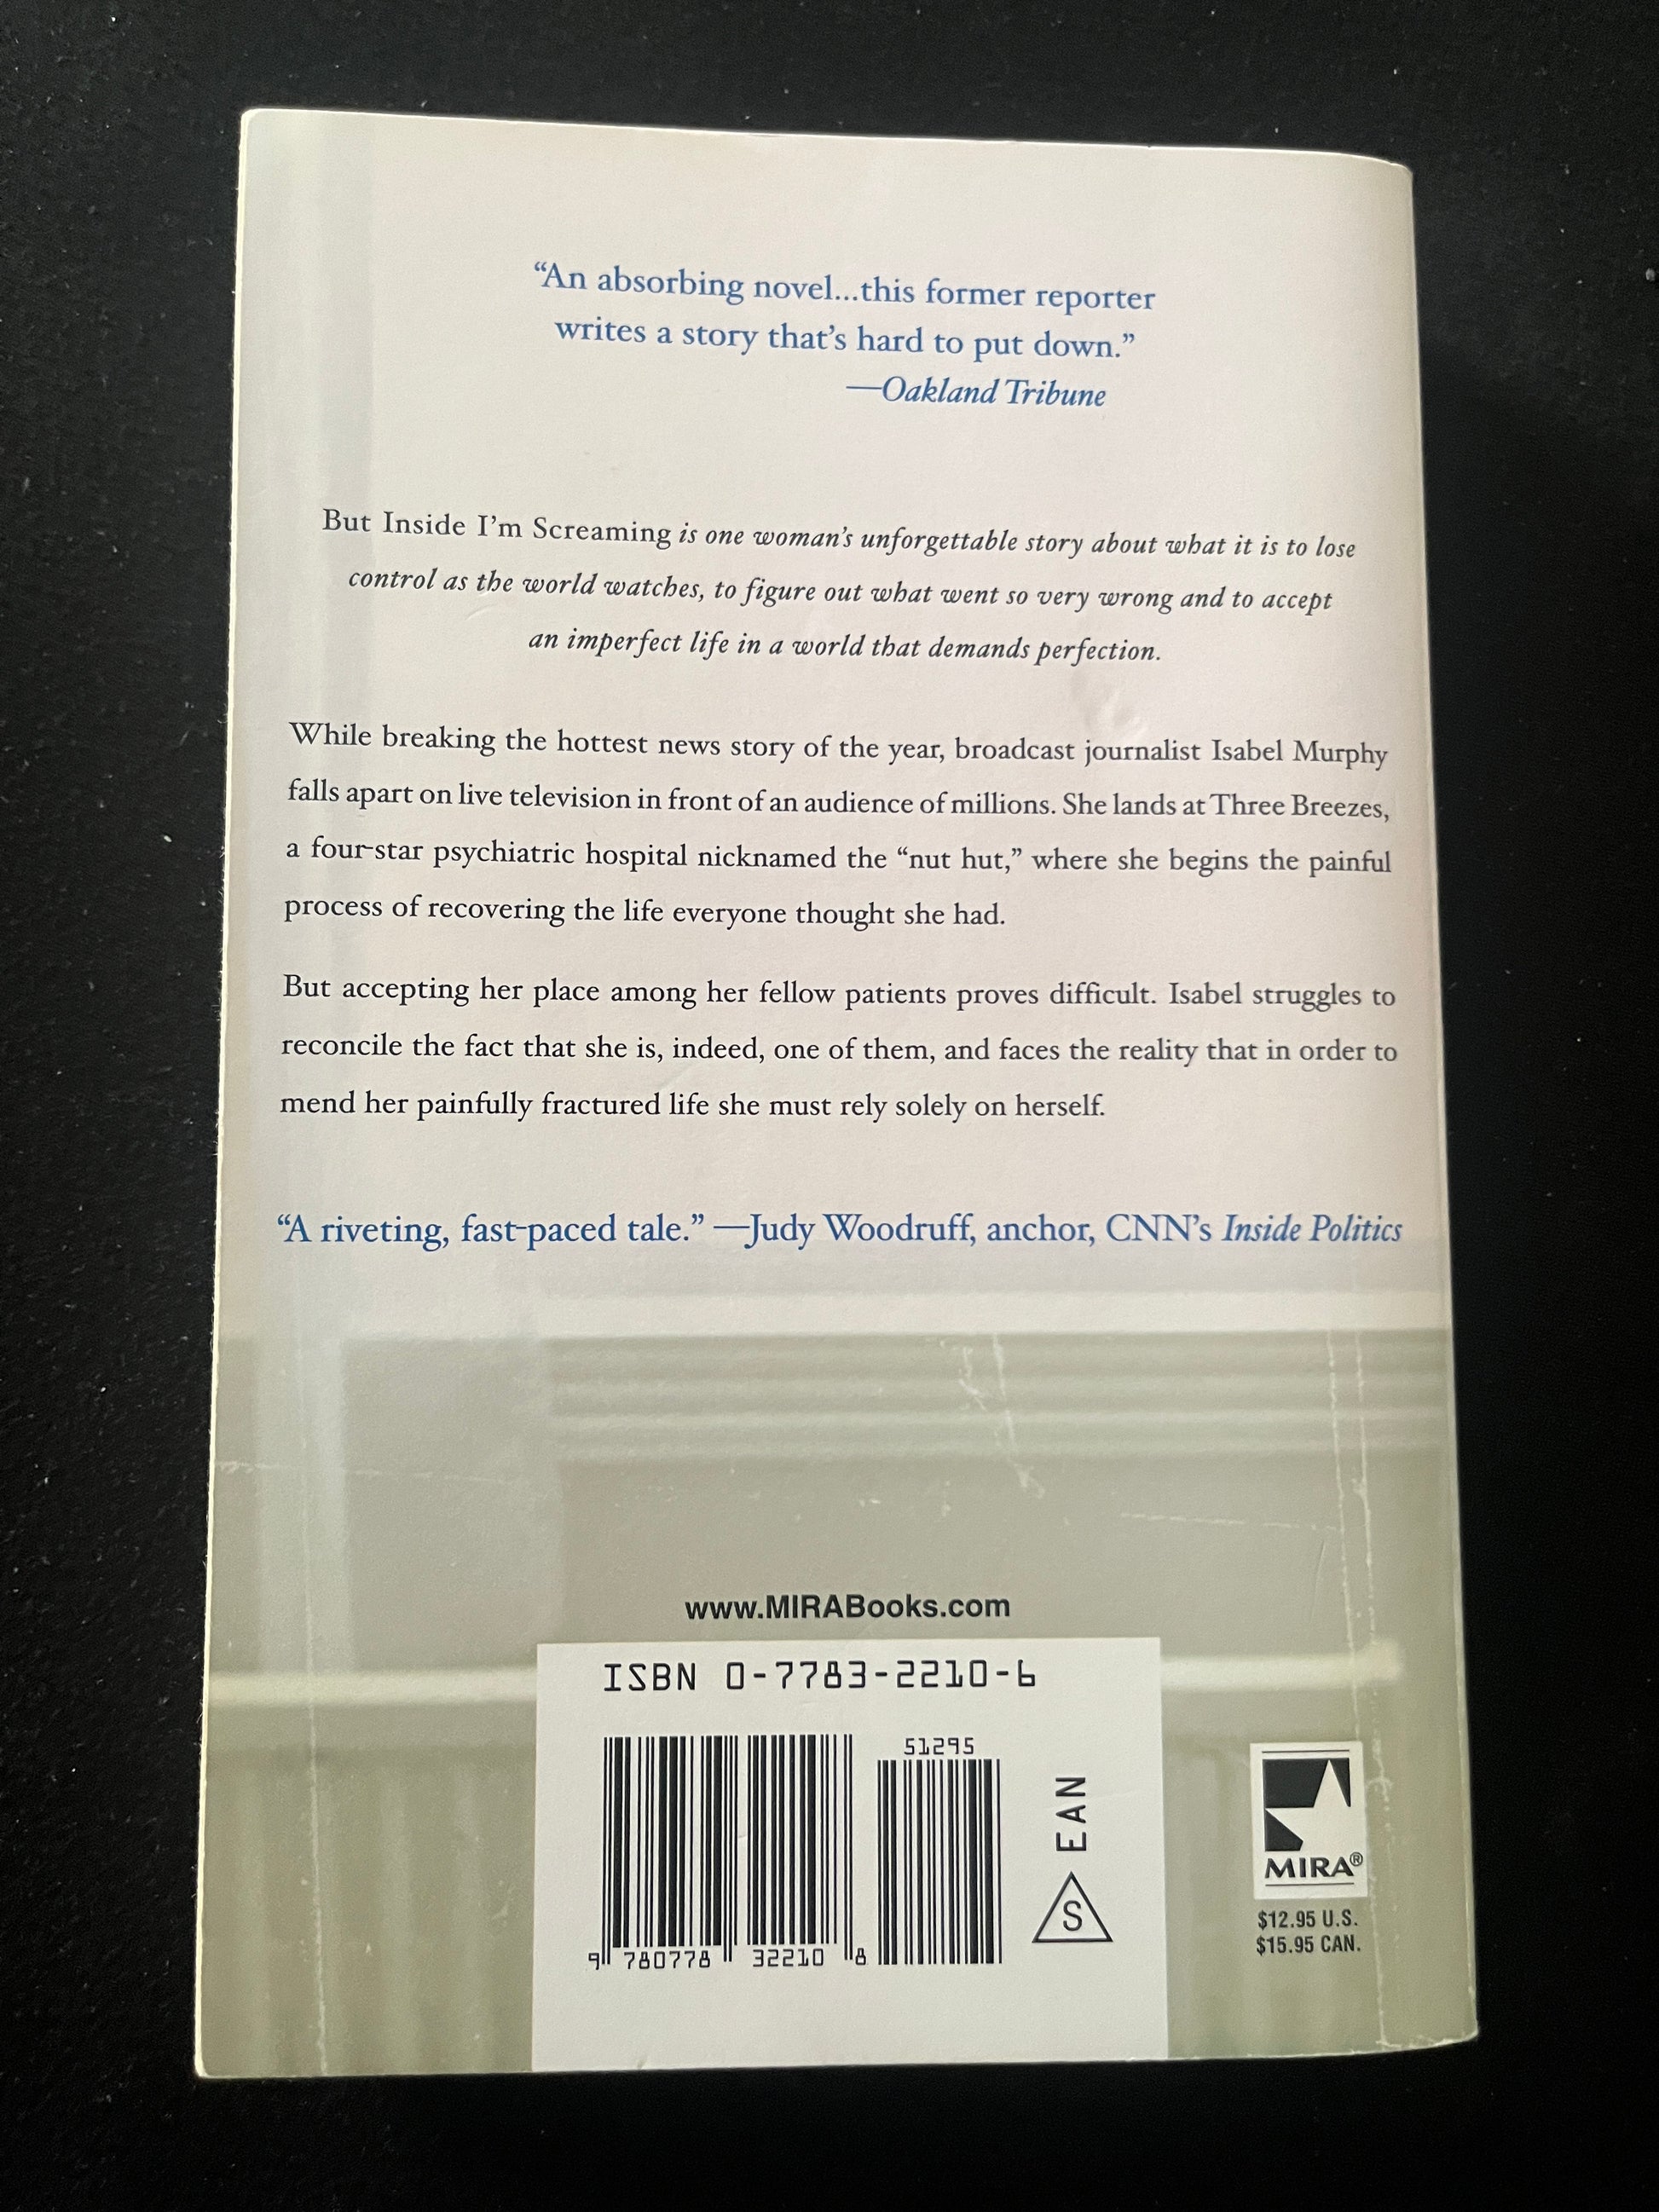 “An absorbing novel...this former reporter
writes a story that’s hard to put down.”
—Oakland Tribune
But Inside I’m Screaming is one woman’s unforgettable story about what it is to lose
control as the world watches, to figure out what went so very wrong and to accept
an imperfect life in a world that demands perfection.
While breaking the hottest news story of the year, broadcast journalist Isabel Murphy
falls apart on live television in front of an audience of millions. She lands at Three Breezes,
a four-star psychiatric hospital nicknamed the “nut hut,” where she begins the painful
process of recovering the life everyone thought she had.
But accepting her place among her fellow patients proves difficult. Isabel struggles to
reconcile the fact that she is, indeed, one of them, and faces the reality that in order to
mend her painfully fractured life she must rely solely on herself.
“A riveting, fast-paced tale.” —Judy Woodruff, anchor, CNN’s Inside Politics
www.MIRABooks.com
ISBN 0-7783-2210-6
51295
EAN
S
9 780778 32210 8
MIRA®
$12.95 U.S.
$15.95 CAN.